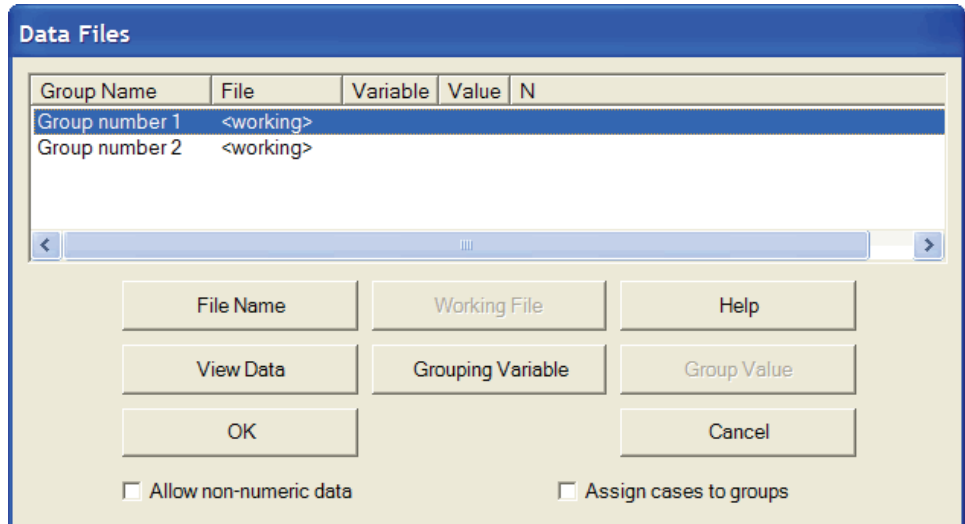 Data Files
Group Name File Variable Value N
Group number 1 <working>
Group number 2 <working>
File Name Working File Help
View Data Grouping Variable Group Value
OK Cancel
Allow non-numeric data Assign cases to groups